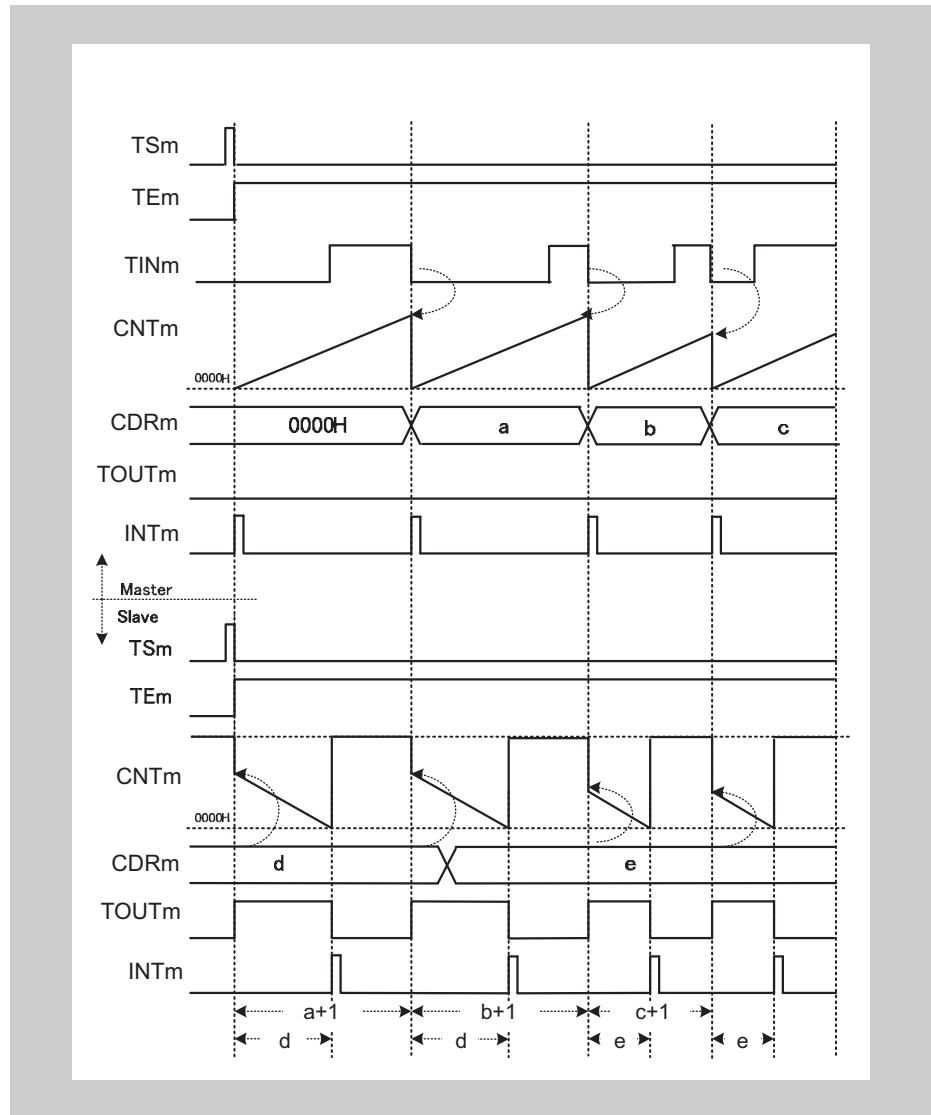 TSm
TEm
TINm
CNTm
0000H
CDRm 0000H a b c
TOUTm
INTm
Master
Slave
TSm
TEm
CNTm
0000H
CDRm d e
TOUTm
INTm
a+1 b+1 c+1
d d e e